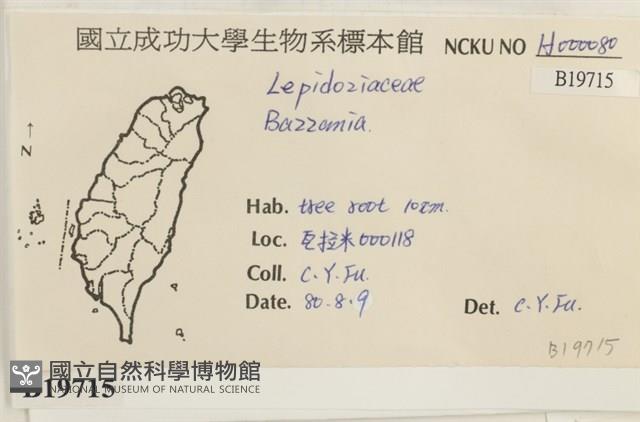 國立成功大學生物系標本館 NCKU NO H000080
B19715
Lepidoziaceae
Bazzania
N
Hab. tree root 10cm.
Loc. 瓦拉米000118
Coll. C.Y.Fu.
Date. 80.8.9
Det. C.Y.Fu.
B19715
國立自然科學博物館
NATIONAL MUSEUM OF NATURAL SCIENCE
B19715